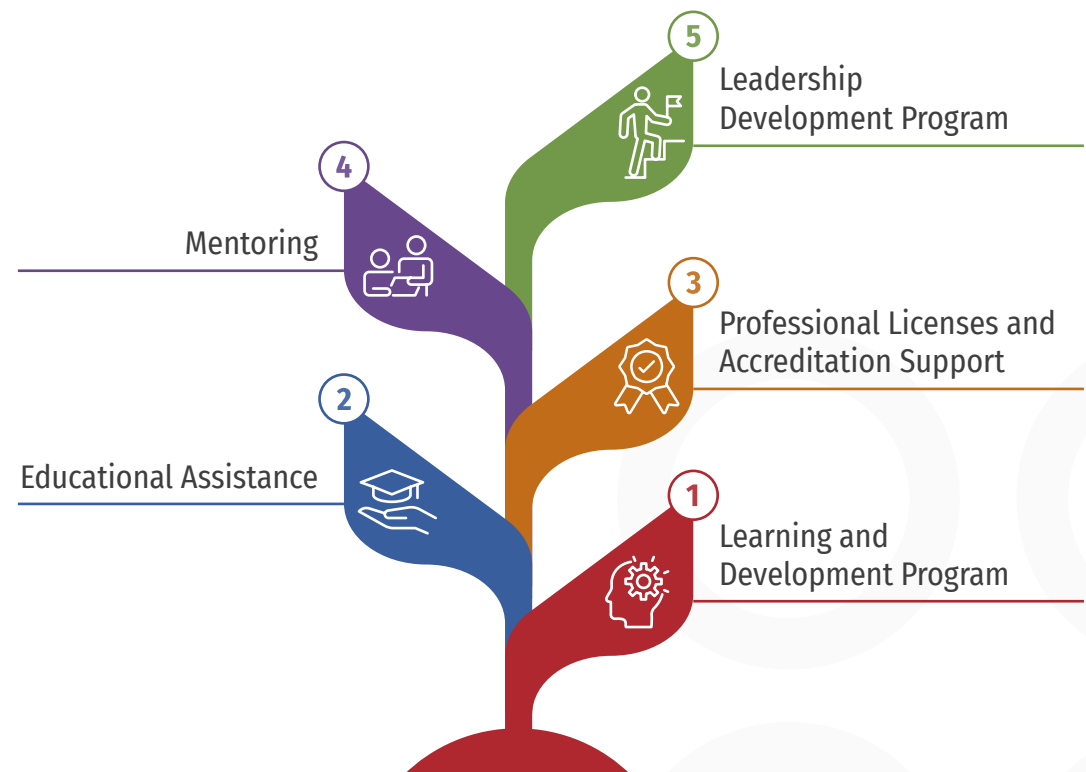 5
Leadership
Development Program
4
Mentoring
3
Professional Licenses and
Accreditation Support
2
Educational Assistance
1
Learning and
Development Program